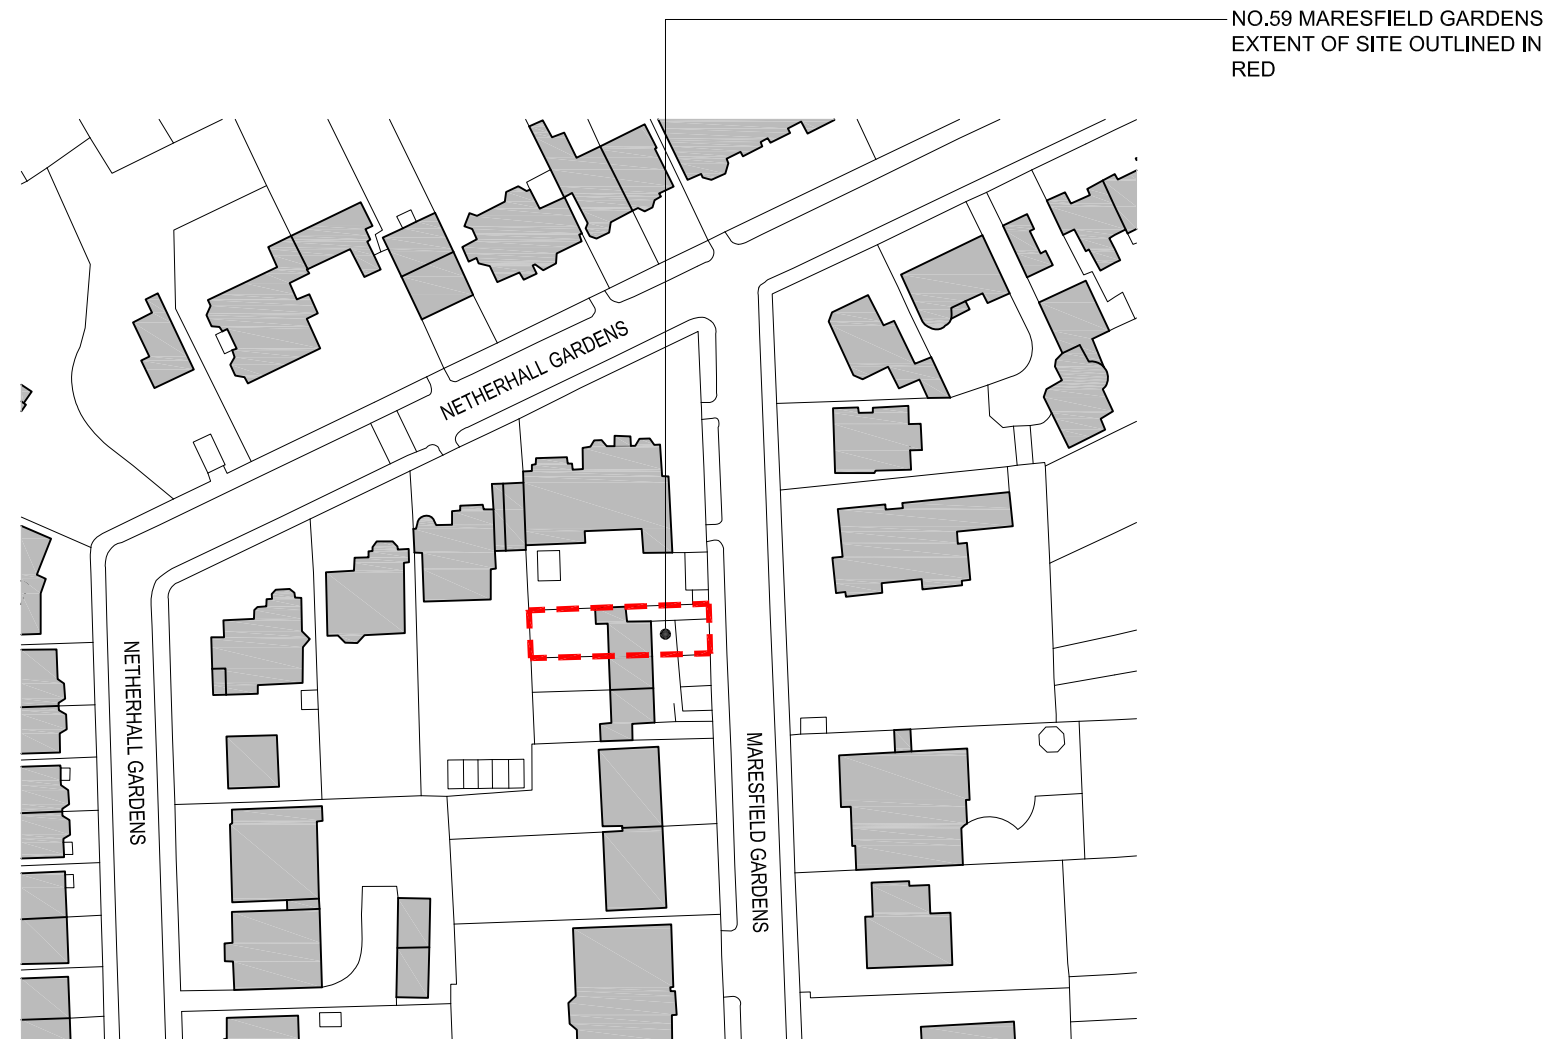 NO.59 MARESFIELD GARDENS
EXTENT OF SITE OUTLINED IN
RED
NETHERHALL GARDENS
NETHERHALL GARDENS
MARESFIELD GARDENS